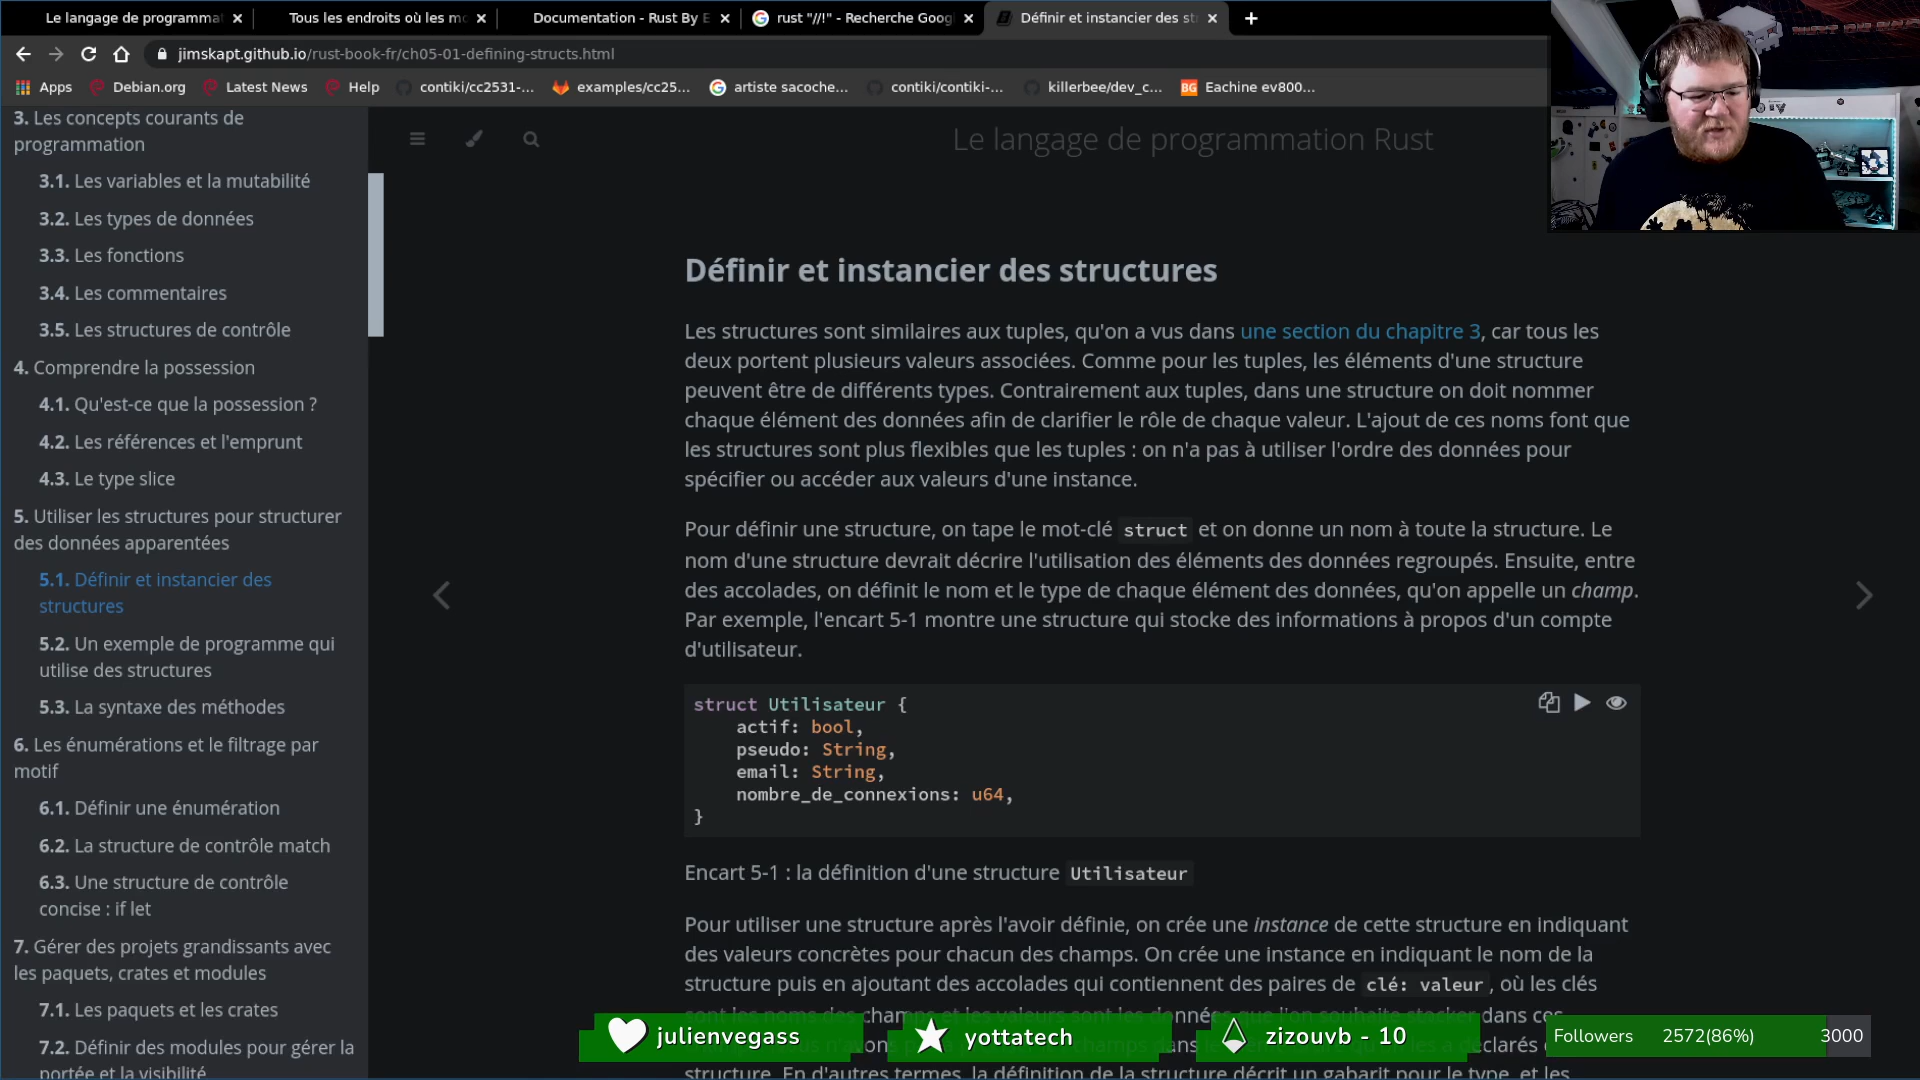 Le langage de programmat
Tous les endroits où les mo
Documentation - Rust By E
rust "//!" - Recherche Goog
Définir et instancier des st
jimskapt.github.io/rust-book-fr/ch05-01-defining-structs.html
Apps
Debian.org
Latest News
Help
contiki/cc2531-...
examples/cc25...
artiste sacoche...
contiki/contiki-...
killerbee/dev_c...
BG
Eachine ev800...
3. Les concepts courants de
programmation
3.1. Les variables et la mutabilité
3.2. Les types de données
3.3. Les fonctions
3.4. Les commentaires
3.5. Les structures de contrôle
4. Comprendre la possession
4.1. Qu'est-ce que la possession ?
4.2. Les références et l'emprunt
4.3. Le type slice
5. Utiliser les structures pour structurer
des données apparentées
5.1. Définir et instancier des
structures
5.2. Un exemple de programme qui
utilise des structures
5.3. La syntaxe des méthodes
6. Les énumérations et le filtrage par
motif
6.1. Définir une énumération
6.2. La structure de contrôle match
6.3. Une structure de contrôle
concise : if let
7. Gérer des projets grandissants avec
les paquets, crates et modules
7.1. Les paquets et les crates
7.2. Définir des modules pour gérer la
portée et la visibilité
Le langage de programmation Rust
Définir et instancier des structures
Les structures sont similaires aux tuples, qu'on a vus dans une section du chapitre 3, car tous les
deux portent plusieurs valeurs associées. Comme pour les tuples, les éléments d'une structure
peuvent être de différents types. Contrairement aux tuples, dans une structure on doit nommer
chaque élément des données afin de clarifier le rôle de chaque valeur. L'ajout de ces noms font que
les structures sont plus flexibles que les tuples : on n'a pas à utiliser l'ordre des données pour
spécifier ou accéder aux valeurs d'une instance.
Pour définir une structure, on tape le mot-clé struct et on donne un nom à toute la structure. Le
nom d'une structure devrait décrire l'utilisation des éléments des données regroupés. Ensuite, entre
des accolades, on définit le nom et le type de chaque élément des données, qu'on appelle un champ.
Par exemple, l'encart 5-1 montre une structure qui stocke des informations à propos d'un compte
d'utilisateur.
struct Utilisateur {
actif: bool,
pseudo: String,
email: String,
nombre_de_connexions: u64,
}
Encart 5-1 : la définition d'une structure Utilisateur
Pour utiliser une structure après l'avoir définie, on crée une instance de cette structure en indiquant
des valeurs concrètes pour chacun des champs. On crée une instance en indiquant le nom de la
structure puis en ajoutant des accolades qui contiennent des paires de clé: valeur, où les clés
sont les noms des champs et les valeurs sont les données que l'on souhaite stocker dans ces
structure. En d'autres termes, la définition de la structure décrit un gabarit pour le type, et les
julienvegass
yottatech
zizouvb - 10
Followers 2572(86%) 3000